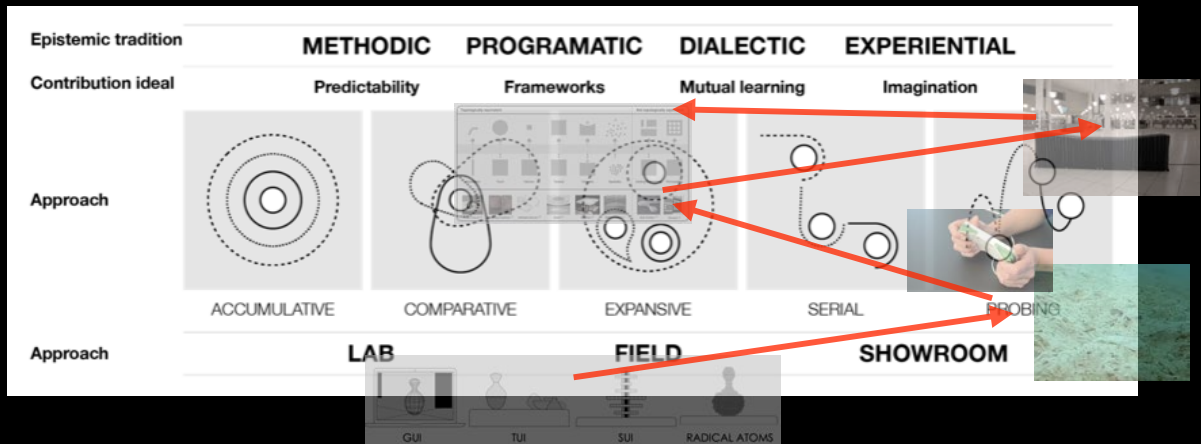 Epistemic tradition
METHODIC PROGRAMATIC DIALECTIC EXPERIENTIAL
Contribution ideal
Predictability Frameworks Mutual learning Imagination
Approach
ACCUMULATIVE COMPARATIVE EXPANSIVE SERIAL PROBING
Approach
LAB FIELD SHOWROOM
GUI TUI SUI RADICAL ATOMS